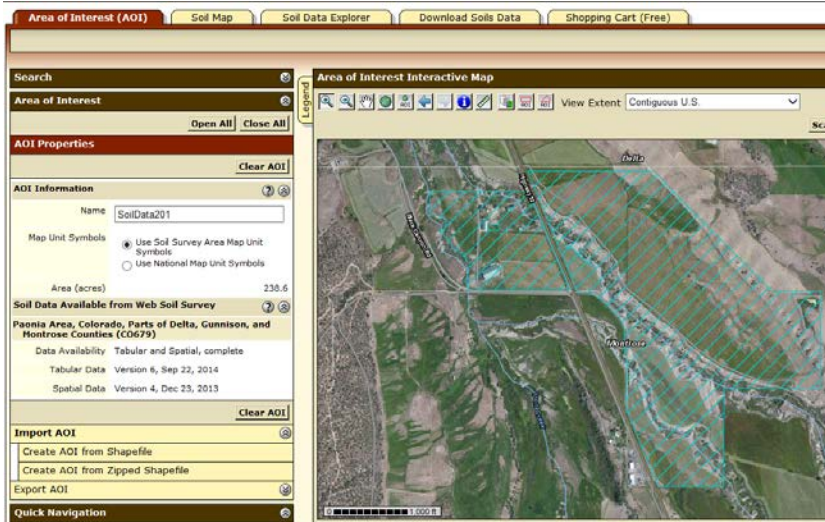 Area of Interest (AOI)
Soil Map
Soil Data Explorer
Download Soils Data
Shopping Cart (Free)
Search
Area of Interest
Open All
Close All
AOI Properties
Clear AOI
AOI Information
Name
SoilData201
Map Unit Symbols
Use Soil Survey Area Map Unit
Symbols
Use National Map Unit Symbols
Area (acres)
238.6
Soil Data Available from Web Soil Survey
Paonia Area, Colorado, Parts of Delta, Gunnison, and
Montrose Counties (CO679)
Data Availability
Tabular and Spatial, complete
Tabular Data
Version 6, Sep 22, 2014
Spatial Data
Version 4, Dec 23, 2013
Clear AOI
Import AOI
Create AOI from Shapefile
Create AOI from Zipped Shapefile
Export AOI
Quick Navigation
Legend
Area of Interest Interactive Map
View Extent
Contiguous U.S.
Sca
Delta
Montrose
0
1,000 ft